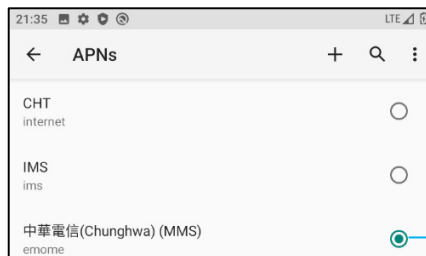 21:35 LTE
APNs
CHT
internet
IMS
ims
中華電信(Chunghwa) (MMS)
emome